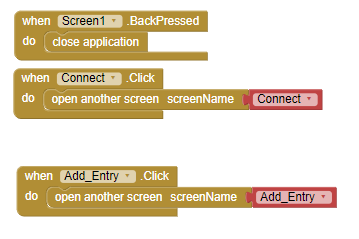 when Screen1 .BackPressed
do close application
when Connect .Click
do open another screen screenName Connect
when Add_Entry .Click
do open another screen screenName Add_Entry